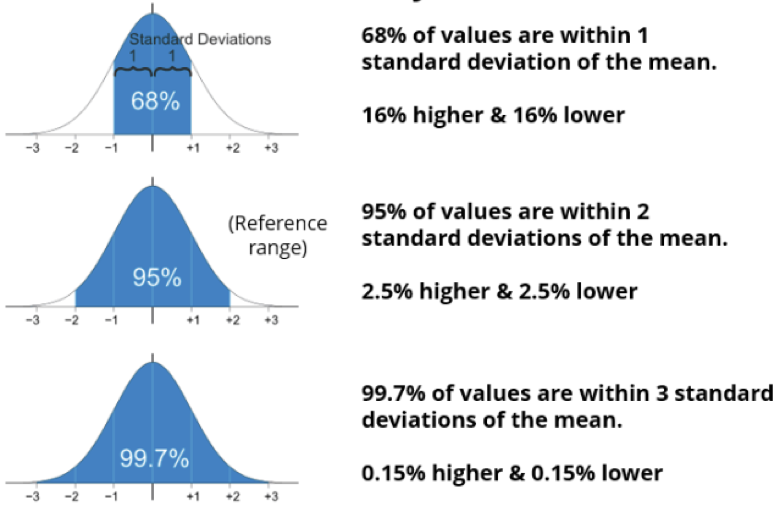 Standard Deviations
1 1
68%
−3 −2 −1 +1 +2 +3
68% of values are within 1
standard deviation of the mean.
16% higher & 16% lower
(Reference
range)
95%
−3 −2 −1 +1 +2 +3
95% of values are within 2
standard deviations of the mean.
2.5% higher & 2.5% lower
99.7%
−3 −2 −1 +1 +2 +3
99.7% of values are within 3 standard
deviations of the mean.
0.15% higher & 0.15% lower